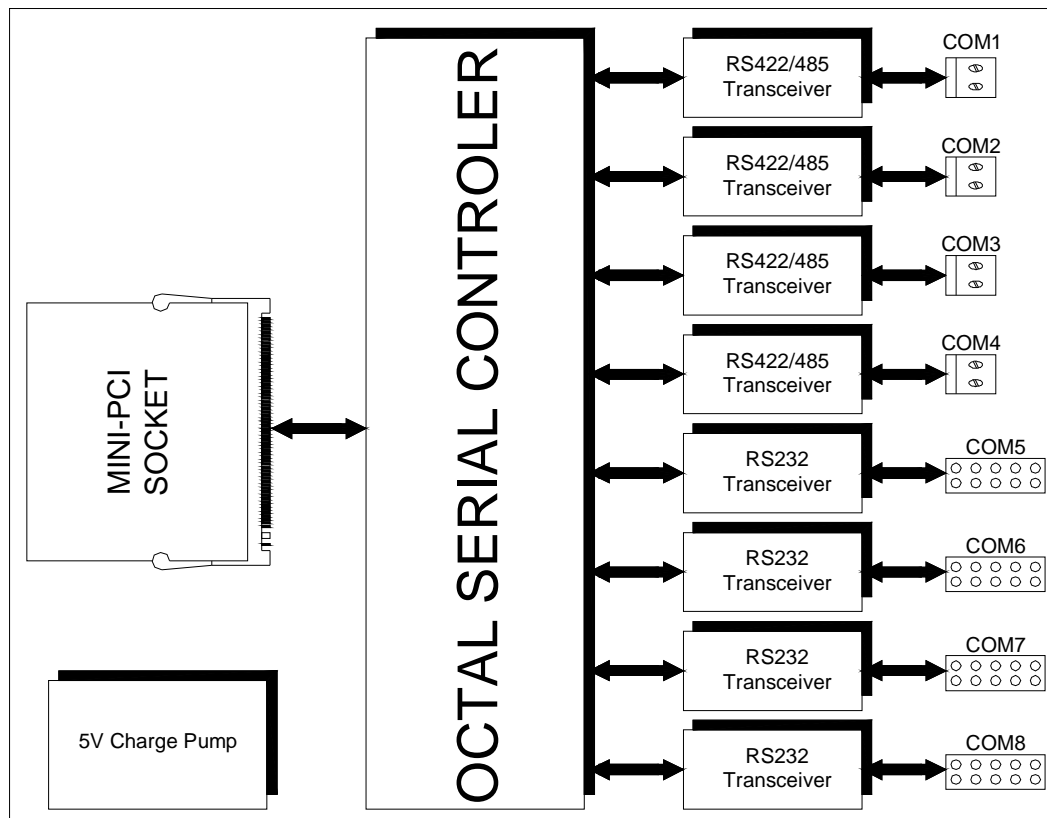 MINI-PCI
SOCKET
5V Charge Pump
OCTAL SERIAL CONTROLER
RS422/485
Transceiver
COM1
RS422/485
Transceiver
COM2
RS422/485
Transceiver
COM3
RS422/485
Transceiver
COM4
RS232
Transceiver
COM5
RS232
Transceiver
COM6
RS232
Transceiver
COM7
RS232
Transceiver
COM8